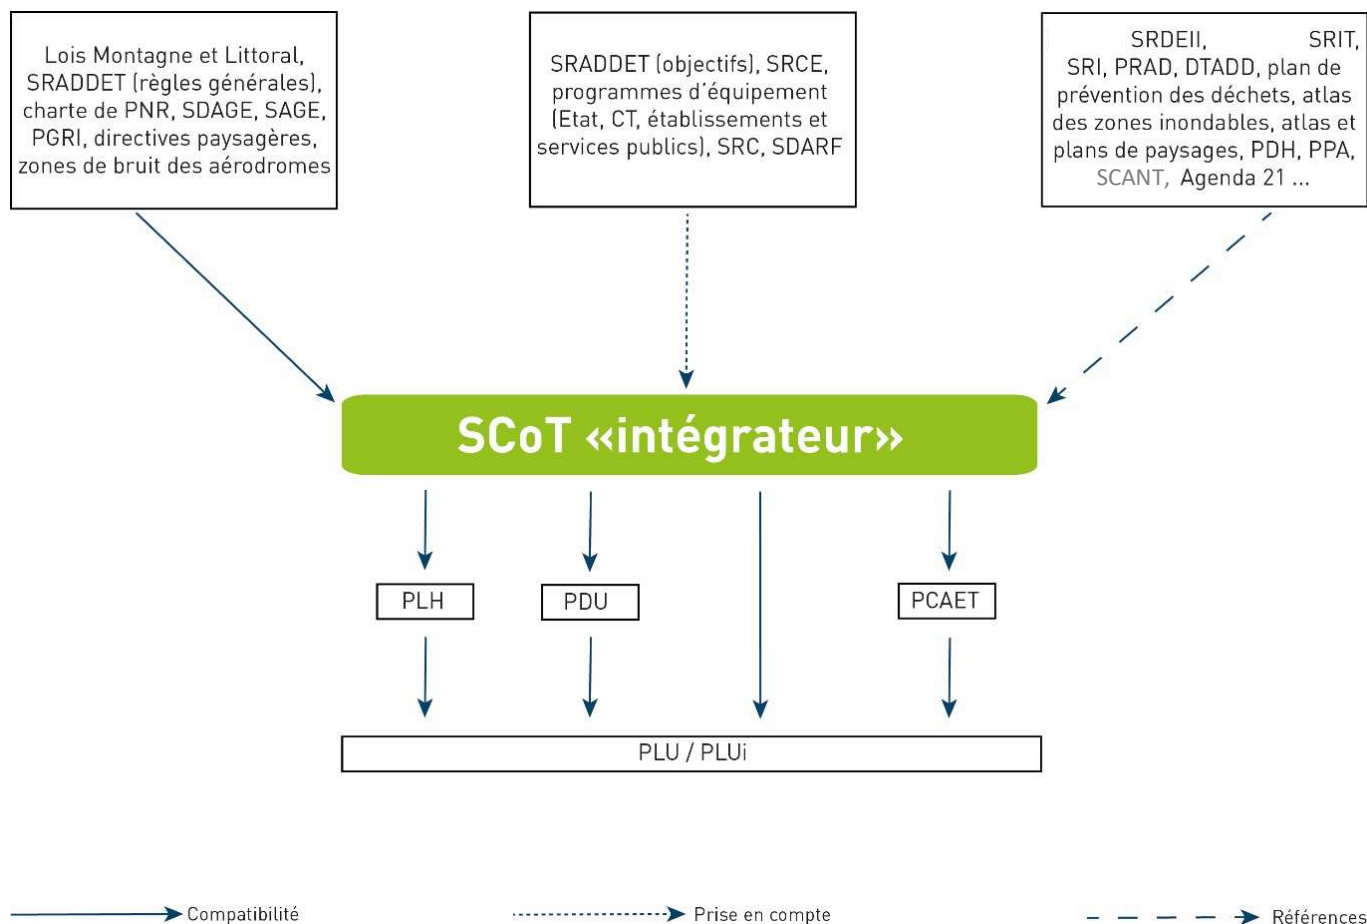 Lois Montagne et Littoral,
SRADDET (règles générales),
charte de PNR, SDAGE, SAGE,
PGRI, directives paysagères,
zones de bruit des aérodromes
SRADDET (objectifs), SRCE,
programmes d'équipement
(Etat, CT, établissements et
services publics), SRC, SDARF
SRDEII, SRIT,
SRI, PRAD, DTADD, plan de
prévention des déchets, atlas
des zones inondables, atlas et
plans de paysages, PDH, PPA,
SCANT, Agenda 21 ...
SCoT «intégrateur»
PLH
PDU
PCAET
PLU / PLUi
Compatibilité
Prise en compte
Références